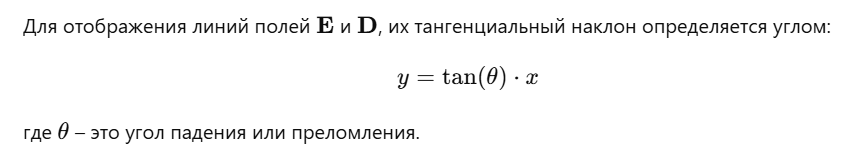 Для отображения линий полей E и D, их тангенциальный наклон определяется углом:
y = tan(θ) · x
где θ – это угол падения или преломления.